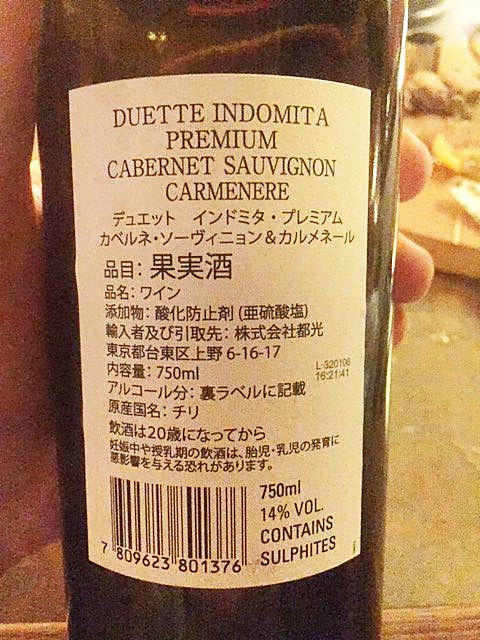 DUETTE INDOMITA
PREMIUM
CABERNET SAUVIGNON
CARMENERE
デュエット インドミタ・プレミアム
カベルネ・ソーヴィニョン＆カルメネール
品目: 果実酒
品名: ワイン
添加物: 酸化防止剤 (亜硫酸塩)
輸入者及び引取先: 株式会社都光
東京都台東区上野 6-16-17
内容量: 750ml
アルコール分: 裏ラベルに記載
原産国名: チリ
L-320106
16:21:41
飲酒は20歳になってから
妊娠中や授乳期の飲酒は、胎児・乳児の発育に
悪影響を与える恐れがあります。
750ml
14% VOL.
CONTAINS
SULPHITES
7 809623 801376